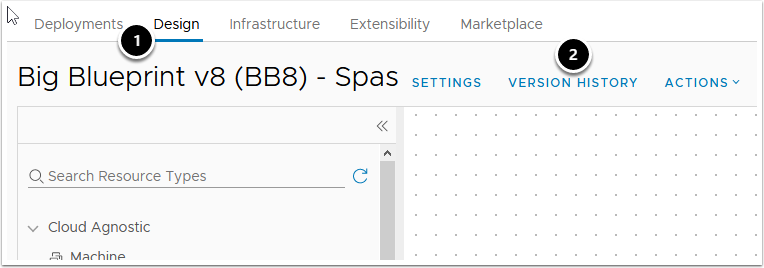 Deployments Design Infrastructure Extensibility Marketplace
1
2
Big Blueprint v8 (BB8) - Spas SETTINGS VERSION HISTORY ACTIONS
Search Resource Types
Cloud Agnostic
Machine